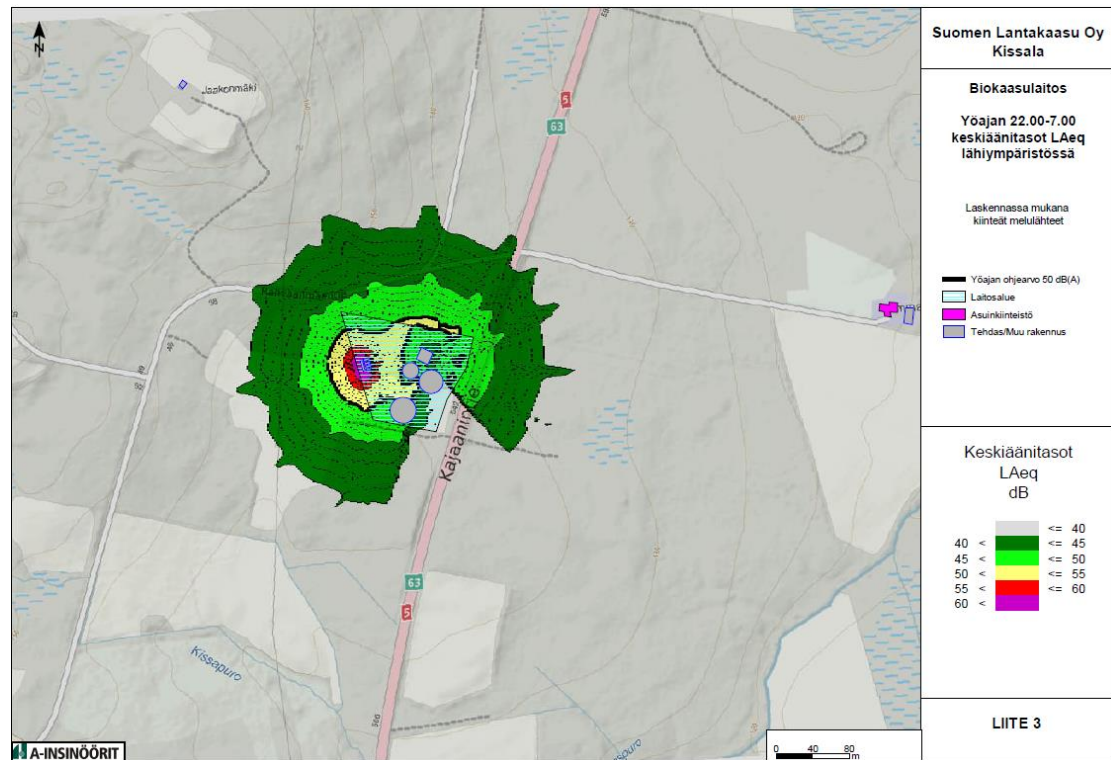 N
Jaakonmäki
5
63
Kajaanintie
63
5
Kissapuro
A-INSINÖÖRIT
0 40 80
m
Suomen Lantakaasu Oy
Kissala
Biokaasulaitos
Yöajan 22.00-7.00
keskiäänitasot LAeq
lähiympäristössä
Laskennassa mukana
kiinteät melulähteet
Yöajan ohjearvo 50 dB(A)
Laitosalue
Asuinkiinteistö
Tehdas/Muu rakennus
Keskiäänitasot
LAeq
dB
<= 40
40 < <= 45
45 < <= 50
50 < <= 55
55 < <= 60
60 <
LIITE 3